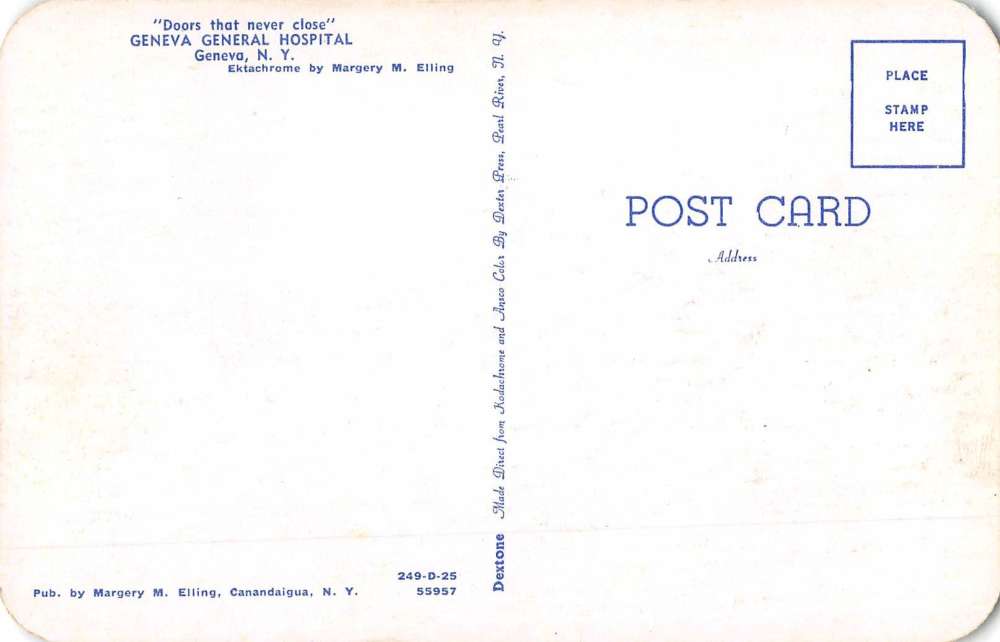 "Doors that never close"
GENEVA GENERAL HOSPITAL
Geneva, N. Y.
Ektachrome by Margery M. Elling
Pub. by Margery M. Elling, Canandaigua, N. Y.
249-D-25
55957
Dextone Made Direct from Kodachrome and Ansco Color By Dexter Press, Pearl River, N. Y.
PLACE
STAMP
HERE
POST CARD
Address